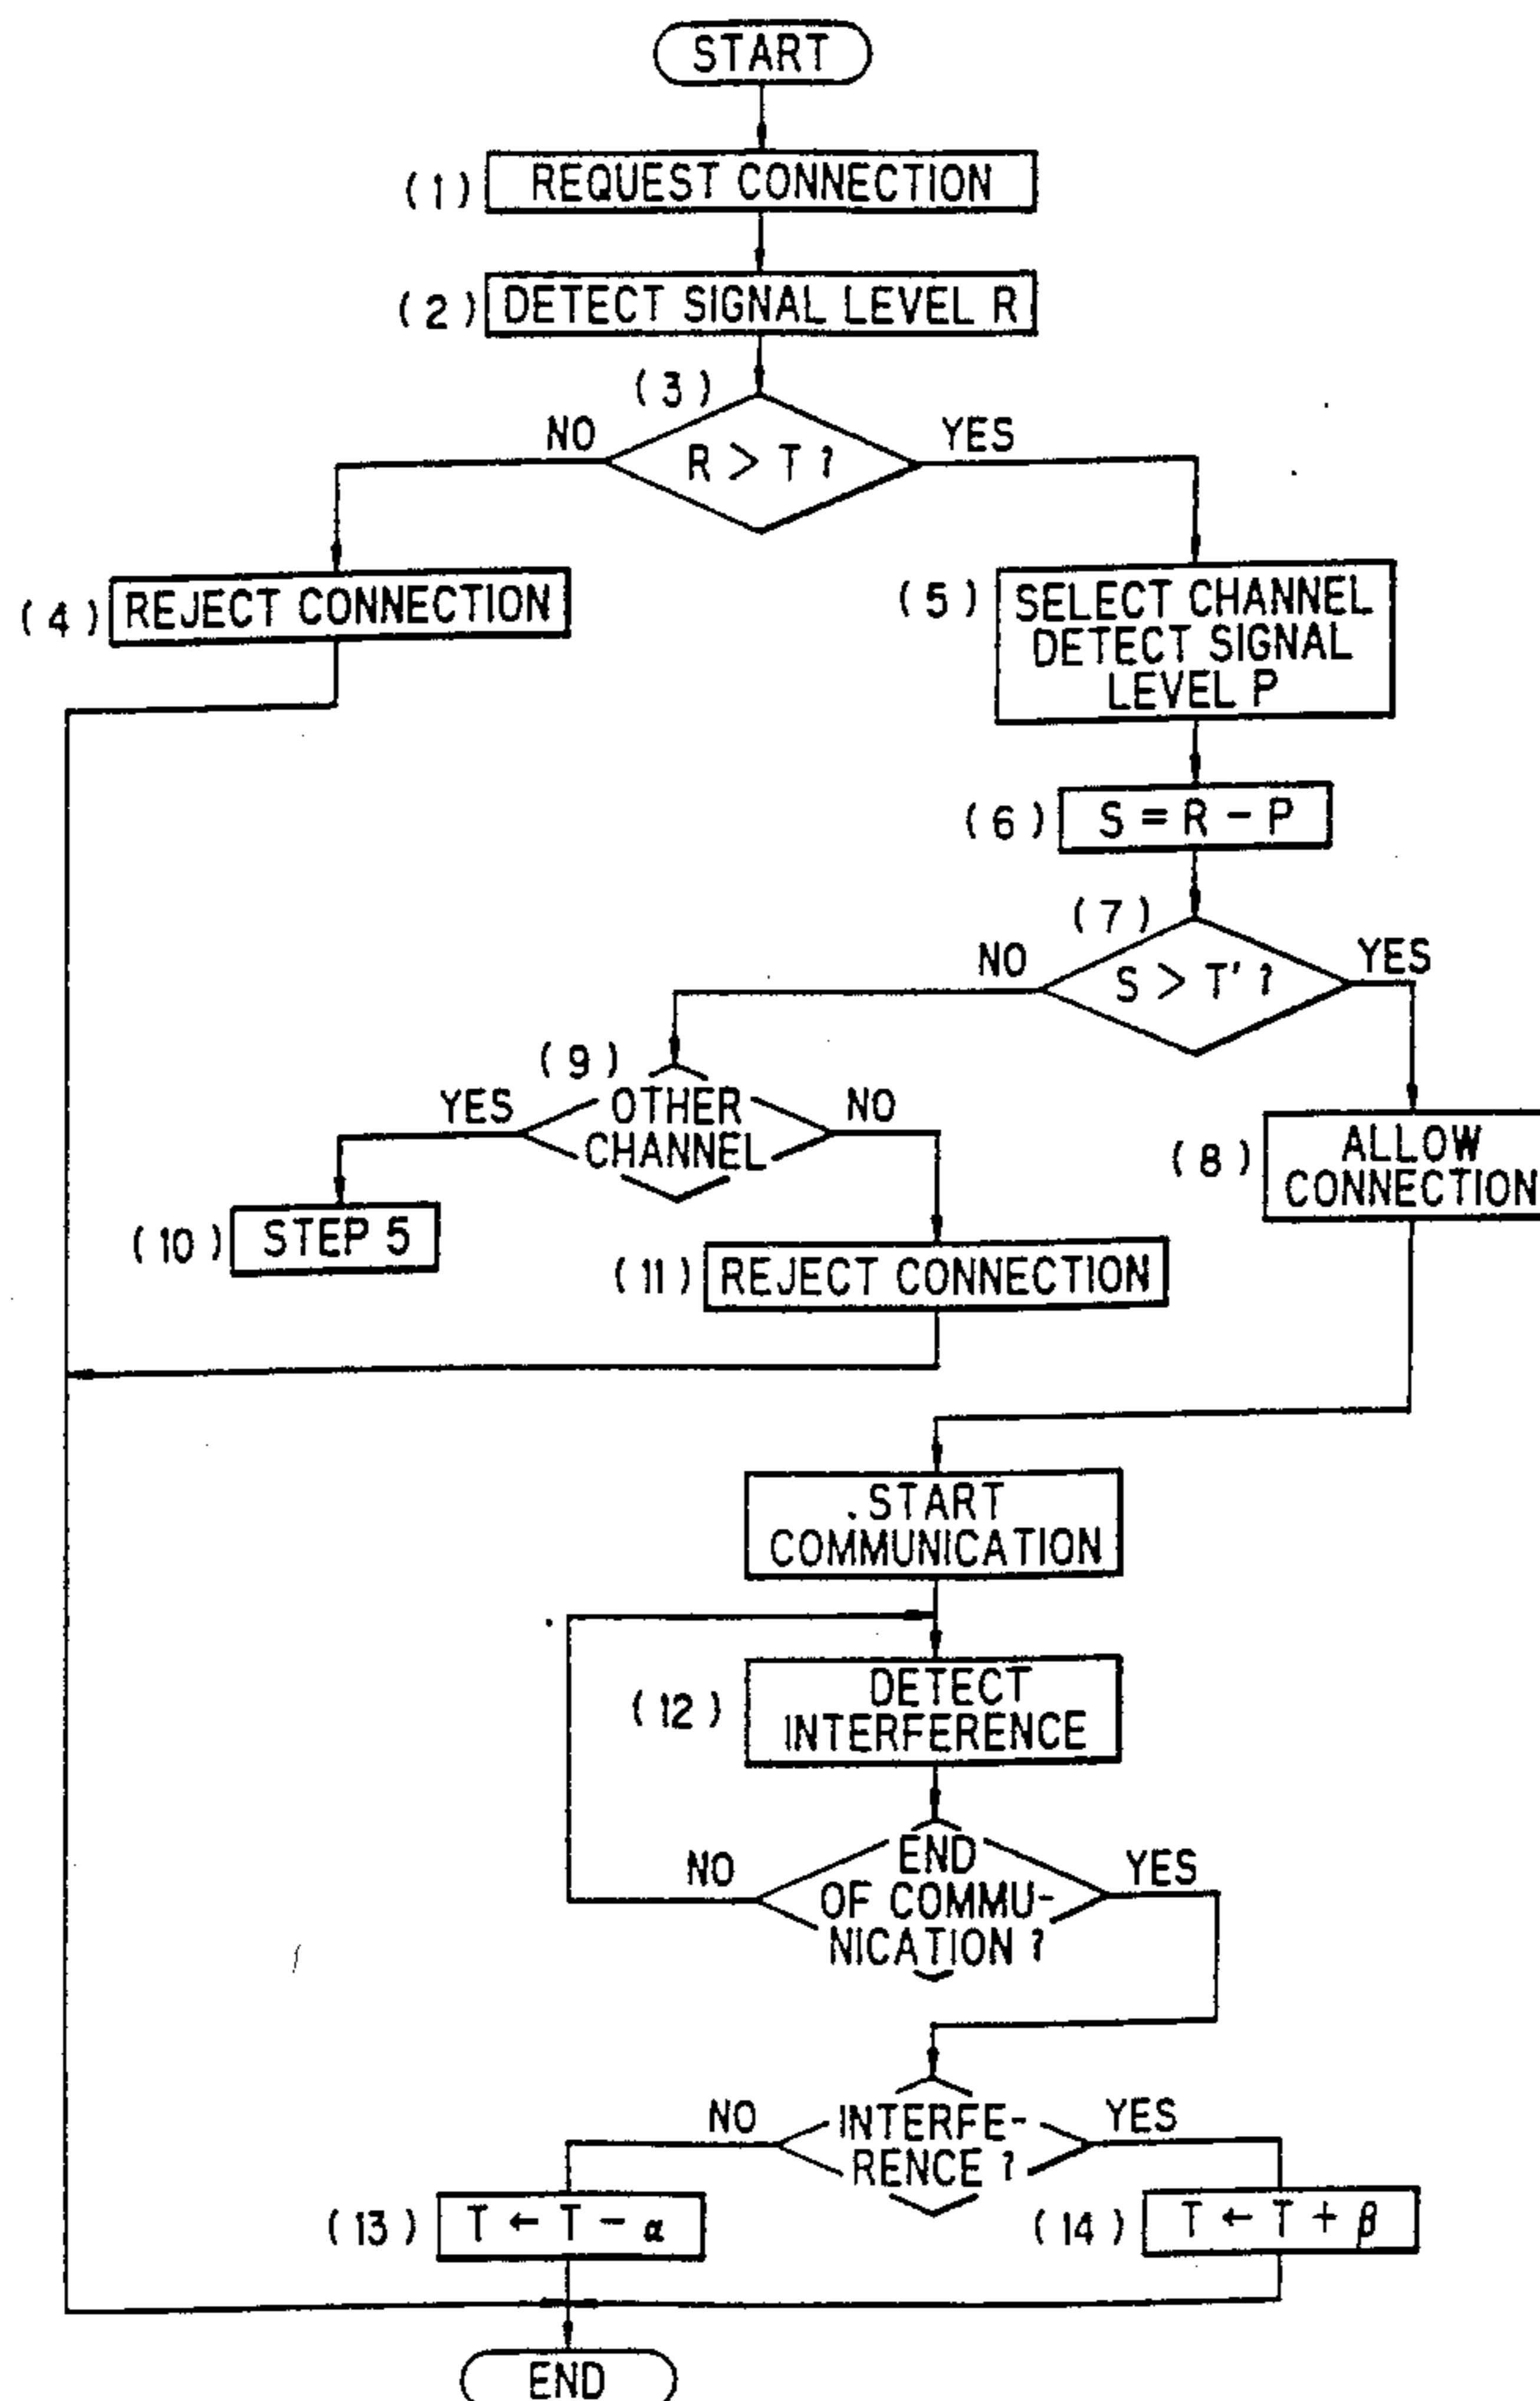 START
(1) REQUEST CONNECTION
(2) DETECT SIGNAL LEVEL R
(3)
NO
YES
R > T ?
(4) REJECT CONNECTION
(5) SELECT CHANNEL
DETECT SIGNAL
LEVEL P
(6) S = R - P
(7)
NO
YES
S > T' ?
(9)
YES
OTHER
CHANNEL
NO
(8) ALLOW
CONNECTION
(10) STEP 5
(11) REJECT CONNECTION
START
COMMUNICATION
(12) DETECT
INTERFERENCE
NO
END
OF COMMU-
NICATION ?
YES
NO
INTERFE-
RENCE ?
YES
(13) T ← T - α
(14) T ← T + β
END